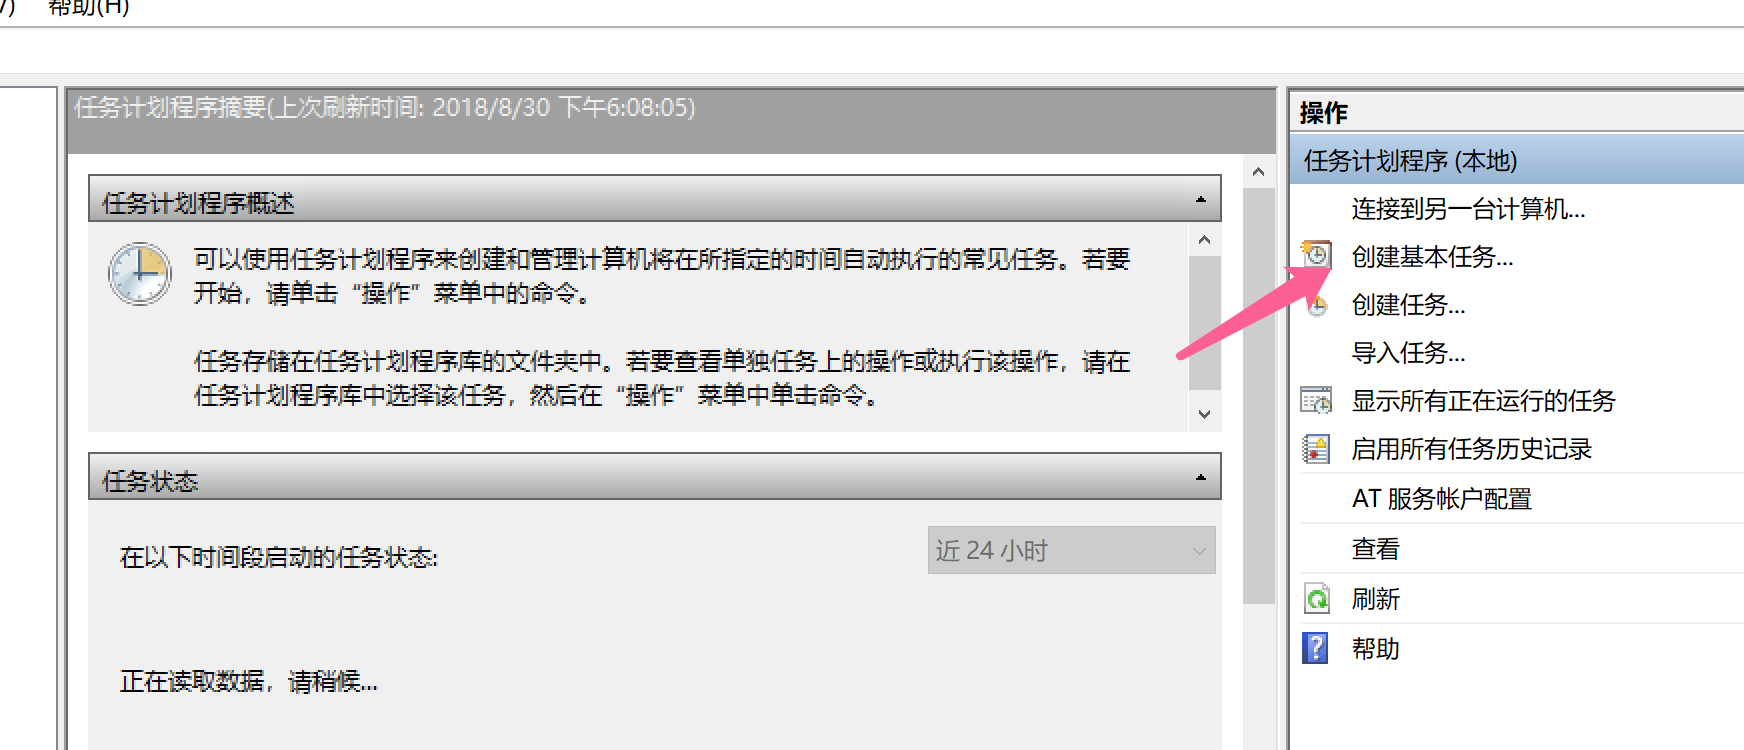 帮助(H)
任务计划程序摘要(上次刷新时间: 2018/8/30 下午6:08:05)
任务计划程序概述
可以使用任务计划程序来创建和管理计算机将在所指定的时间自动执行的常见任务。若要
开始，请单击“操作”菜单中的命令。
任务存储在任务计划程序库的文件夹中。若要查看单独任务上的操作或执行该操作，请在
任务计划程序库中选择该任务，然后在“操作”菜单中单击命令。
任务状态
在以下时间段启动的任务状态:
近 24 小时
正在读取数据，请稍候...
操作
任务计划程序 (本地)
连接到另一台计算机...
创建基本任务...
创建任务...
导入任务...
显示所有正在运行的任务
启用所有任务历史记录
AT 服务帐户配置
查看
刷新
帮助